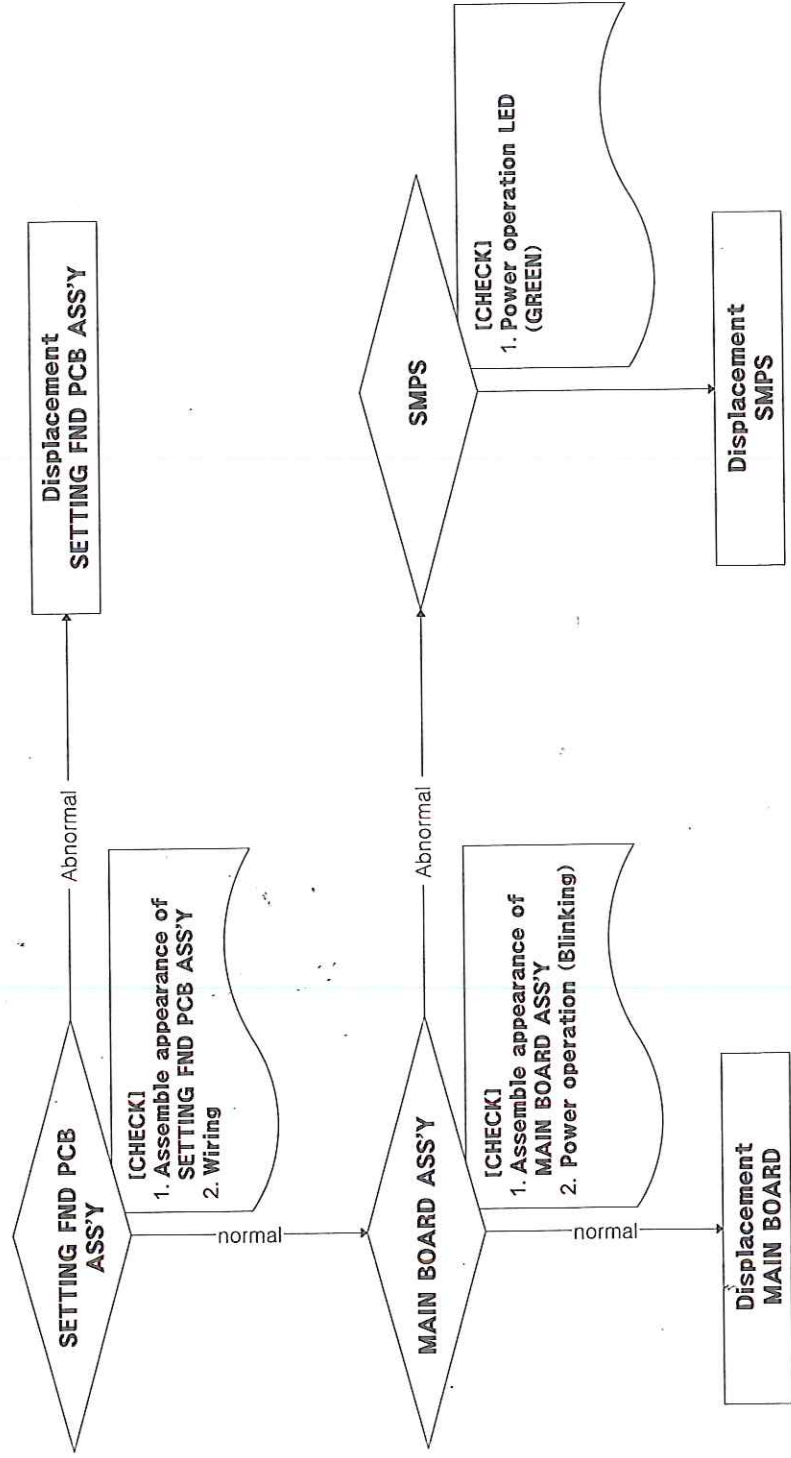 SETTING FND PCB
ASS'Y
Abnormal
Displacement
SETTING FND PCB ASS'Y
[CHECK]
1. Assemble appearance of
SETTING FND PCB ASS'Y
2. Wiring
normal
MAIN BOARD ASS'Y
Abnormal
SMPS
[CHECK]
1. Assemble appearance of
MAIN BOARD ASS'Y
2. Power operation (Blinking)
[CHECK]
1. Power operation LED
(GREEN)
normal
Displacement
MAIN BOARD
Displacement
SMPS